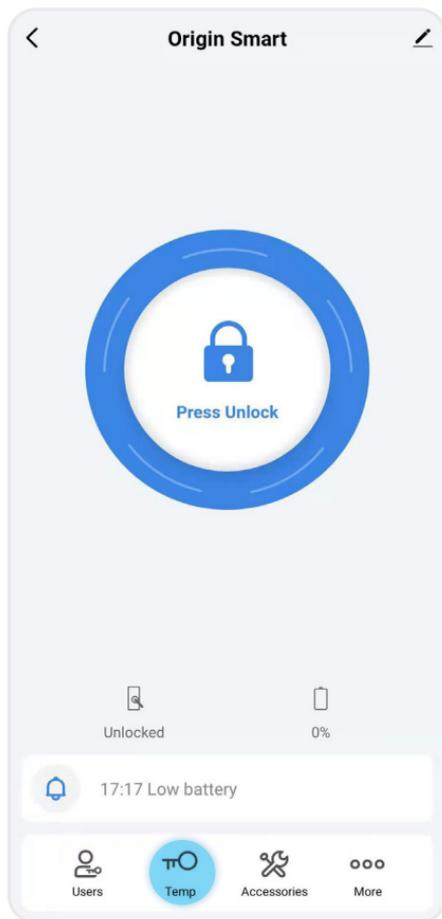 Origin Smart
Press Unlock
Unlocked
0%
17:17 Low battery
Users
Temp
Accessories
More